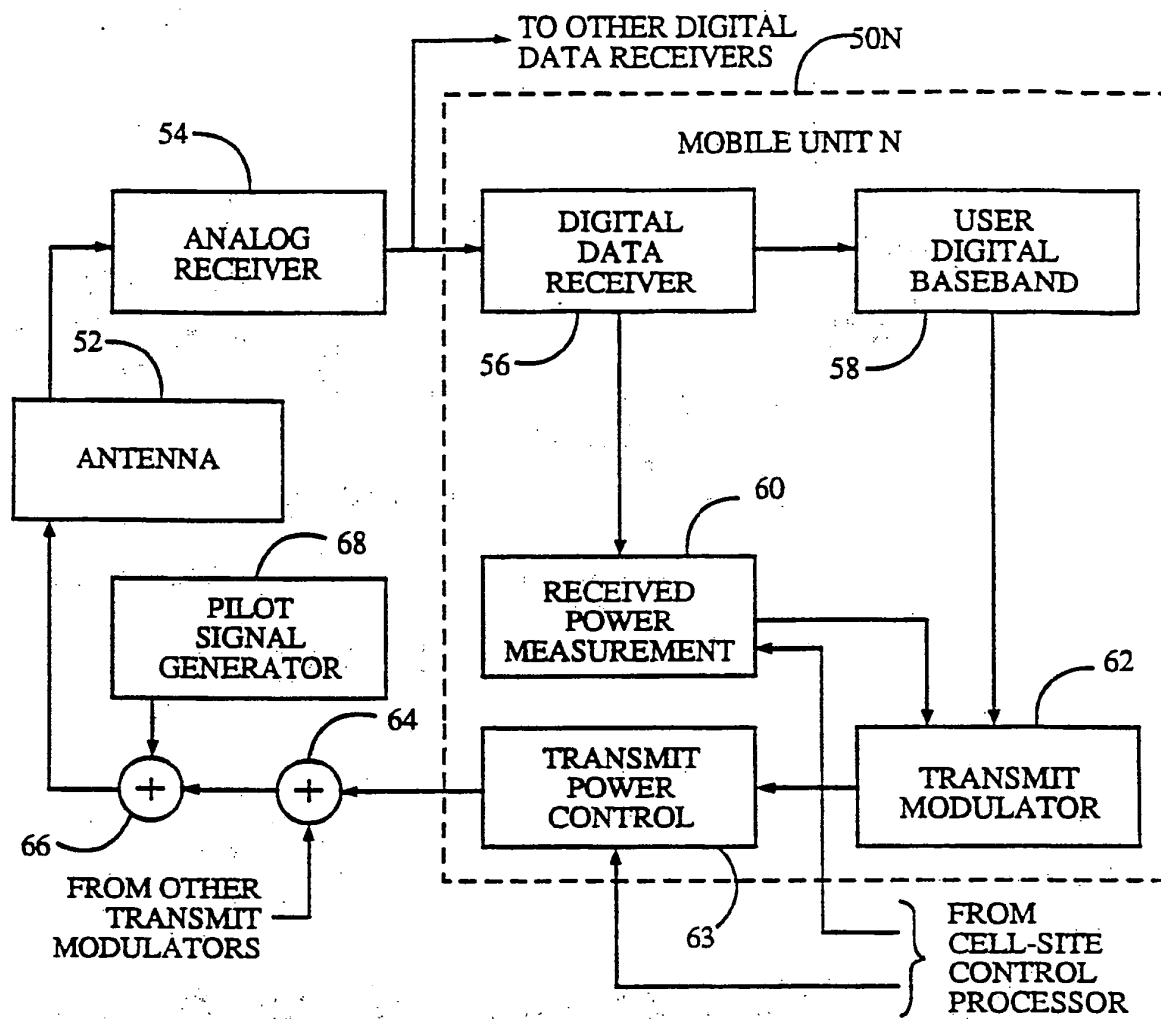 TO OTHER DIGITAL
DATA RECEIVERS
50N
MOBILE UNIT N
54
ANALOG
RECEIVER
DIGITAL
DATA
RECEIVER
USER
DIGITAL
BASEBAND
52
56
58
ANTENNA
60
68
RECEIVED
POWER
MEASUREMENT
PILOT
SIGNAL
GENERATOR
62
64
TRANSMIT
POWER
CONTROL
TRANSMIT
MODULATOR
+
+
66
FROM OTHER
TRANSMIT
MODULATORS
63
FROM
CELL-SITE
CONTROL
PROCESSOR